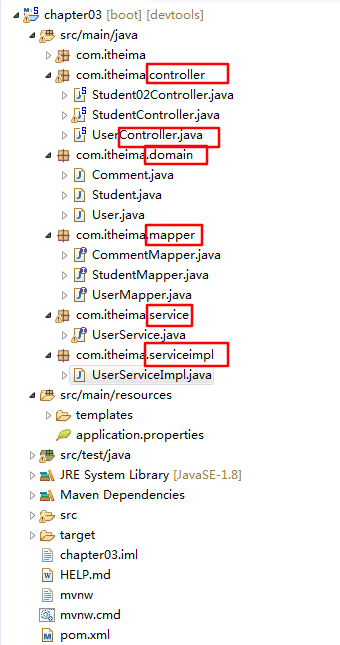 chapter03 [boot] [devtools]
src/main/java
com.itheima
com.itheima.controller
Student02Controller.java
StudentController.java
UserController.java
com.itheima.domain
Comment.java
Student.java
User.java
com.itheima.mapper
CommentMapper.java
StudentMapper.java
UserMapper.java
com.itheima.service
UserService.java
com.itheima.serviceimpl
UserServiceImpl.java
src/main/resources
templates
application.properties
src/test/java
JRE System Library [JavaSE-1.8]
Maven Dependencies
src
target
chapter03.iml
HELP.md
mvnw
mvnw.cmd
pom.xml